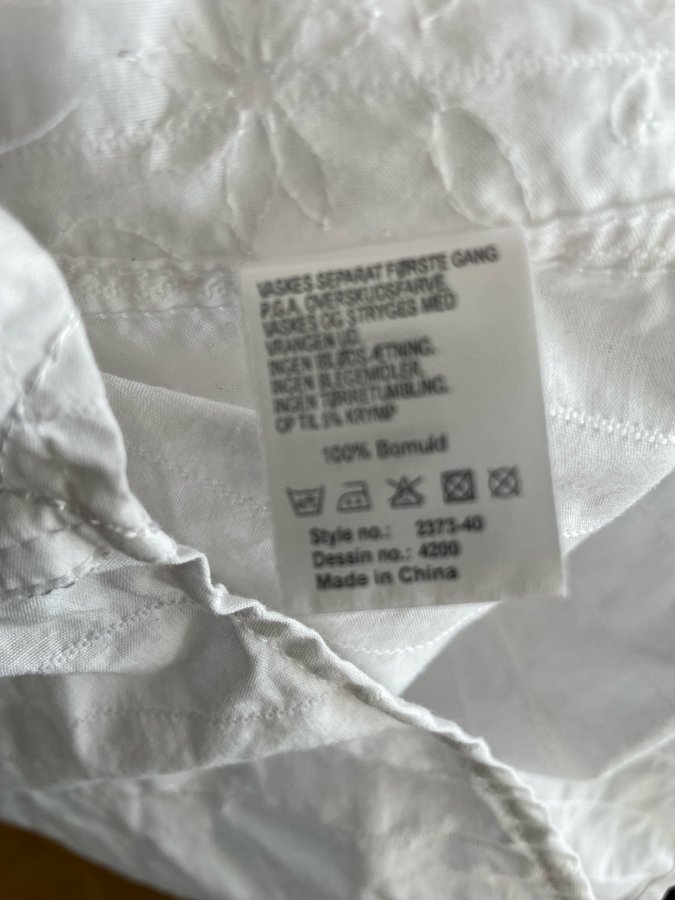 VASKES SEPARAT FØRSTE GANG
P.G.A. OVERSKUDSFARVE.
VASKES OG STRYGES MED
VRANGEN UD.
INGEN IBLØDSÆTNING.
INGEN BLEGEMIDLER.
INGEN TØRRETUMBLING.
OP TIL 5% KRYMP
100% Bomuld
Style no.: 2373-40
Dessin no.: 4200
Made in China